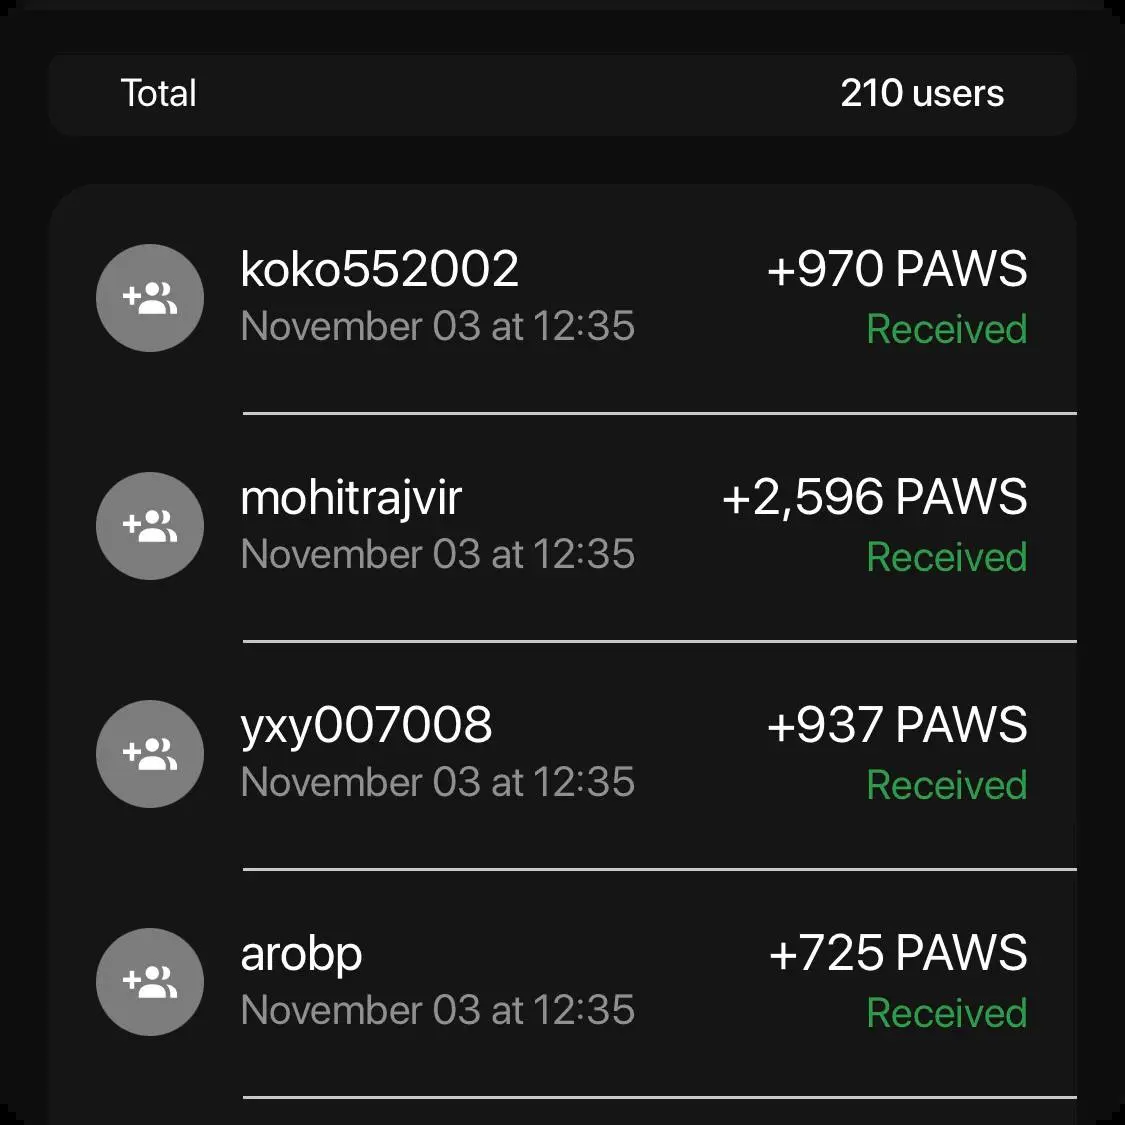 Total 210 users
koko552002 +970 PAWS
November 03 at 12:35 Received
mohitrajvir +2,596 PAWS
November 03 at 12:35 Received
yxy007008 +937 PAWS
November 03 at 12:35 Received
arobp +725 PAWS
November 03 at 12:35 Received